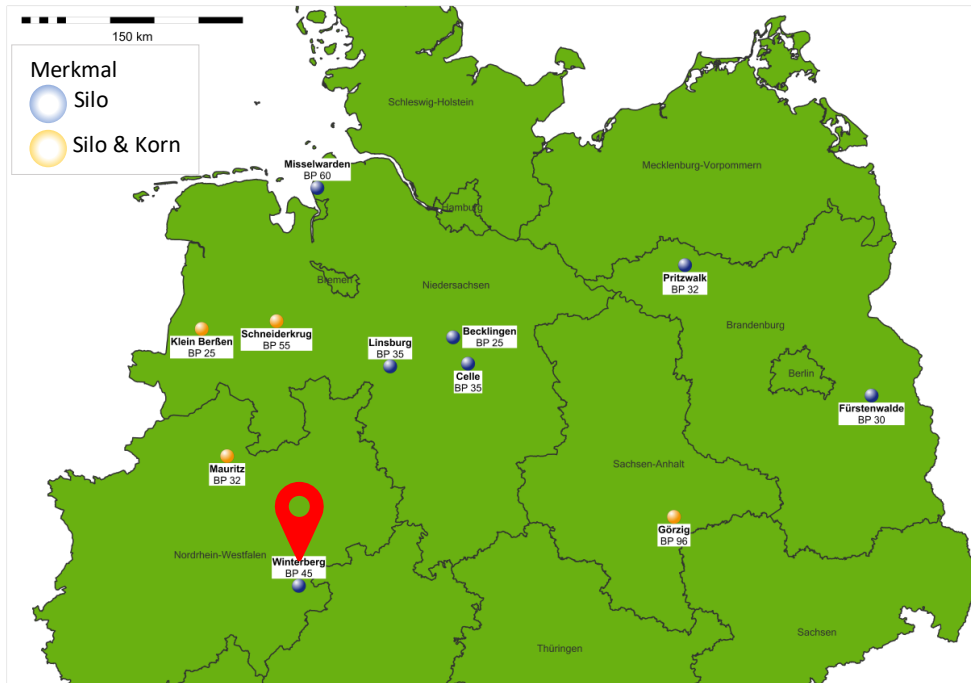 150 km
Merkmal
Silo
Silo & Korn
Schleswig-Holstein
Mecklenburg-Vorpommern
Misselwarden
BP 60
Hamburg
Pritzwalk
BP 32
Bremen
Niedersachsen
Brandenburg
Klein Berßen
BP 25
Schneiderkrug
BP 55
Linsburg
BP 35
Becklingen
BP 25
Celle
BP 35
Berlin
Fürstenwalde
BP 30
Mauritz
BP 32
Sachsen-Anhalt
Görzig
BP 96
Nordrhein-Westfalen
Winterberg
BP 45
Sachsen
Thüringen